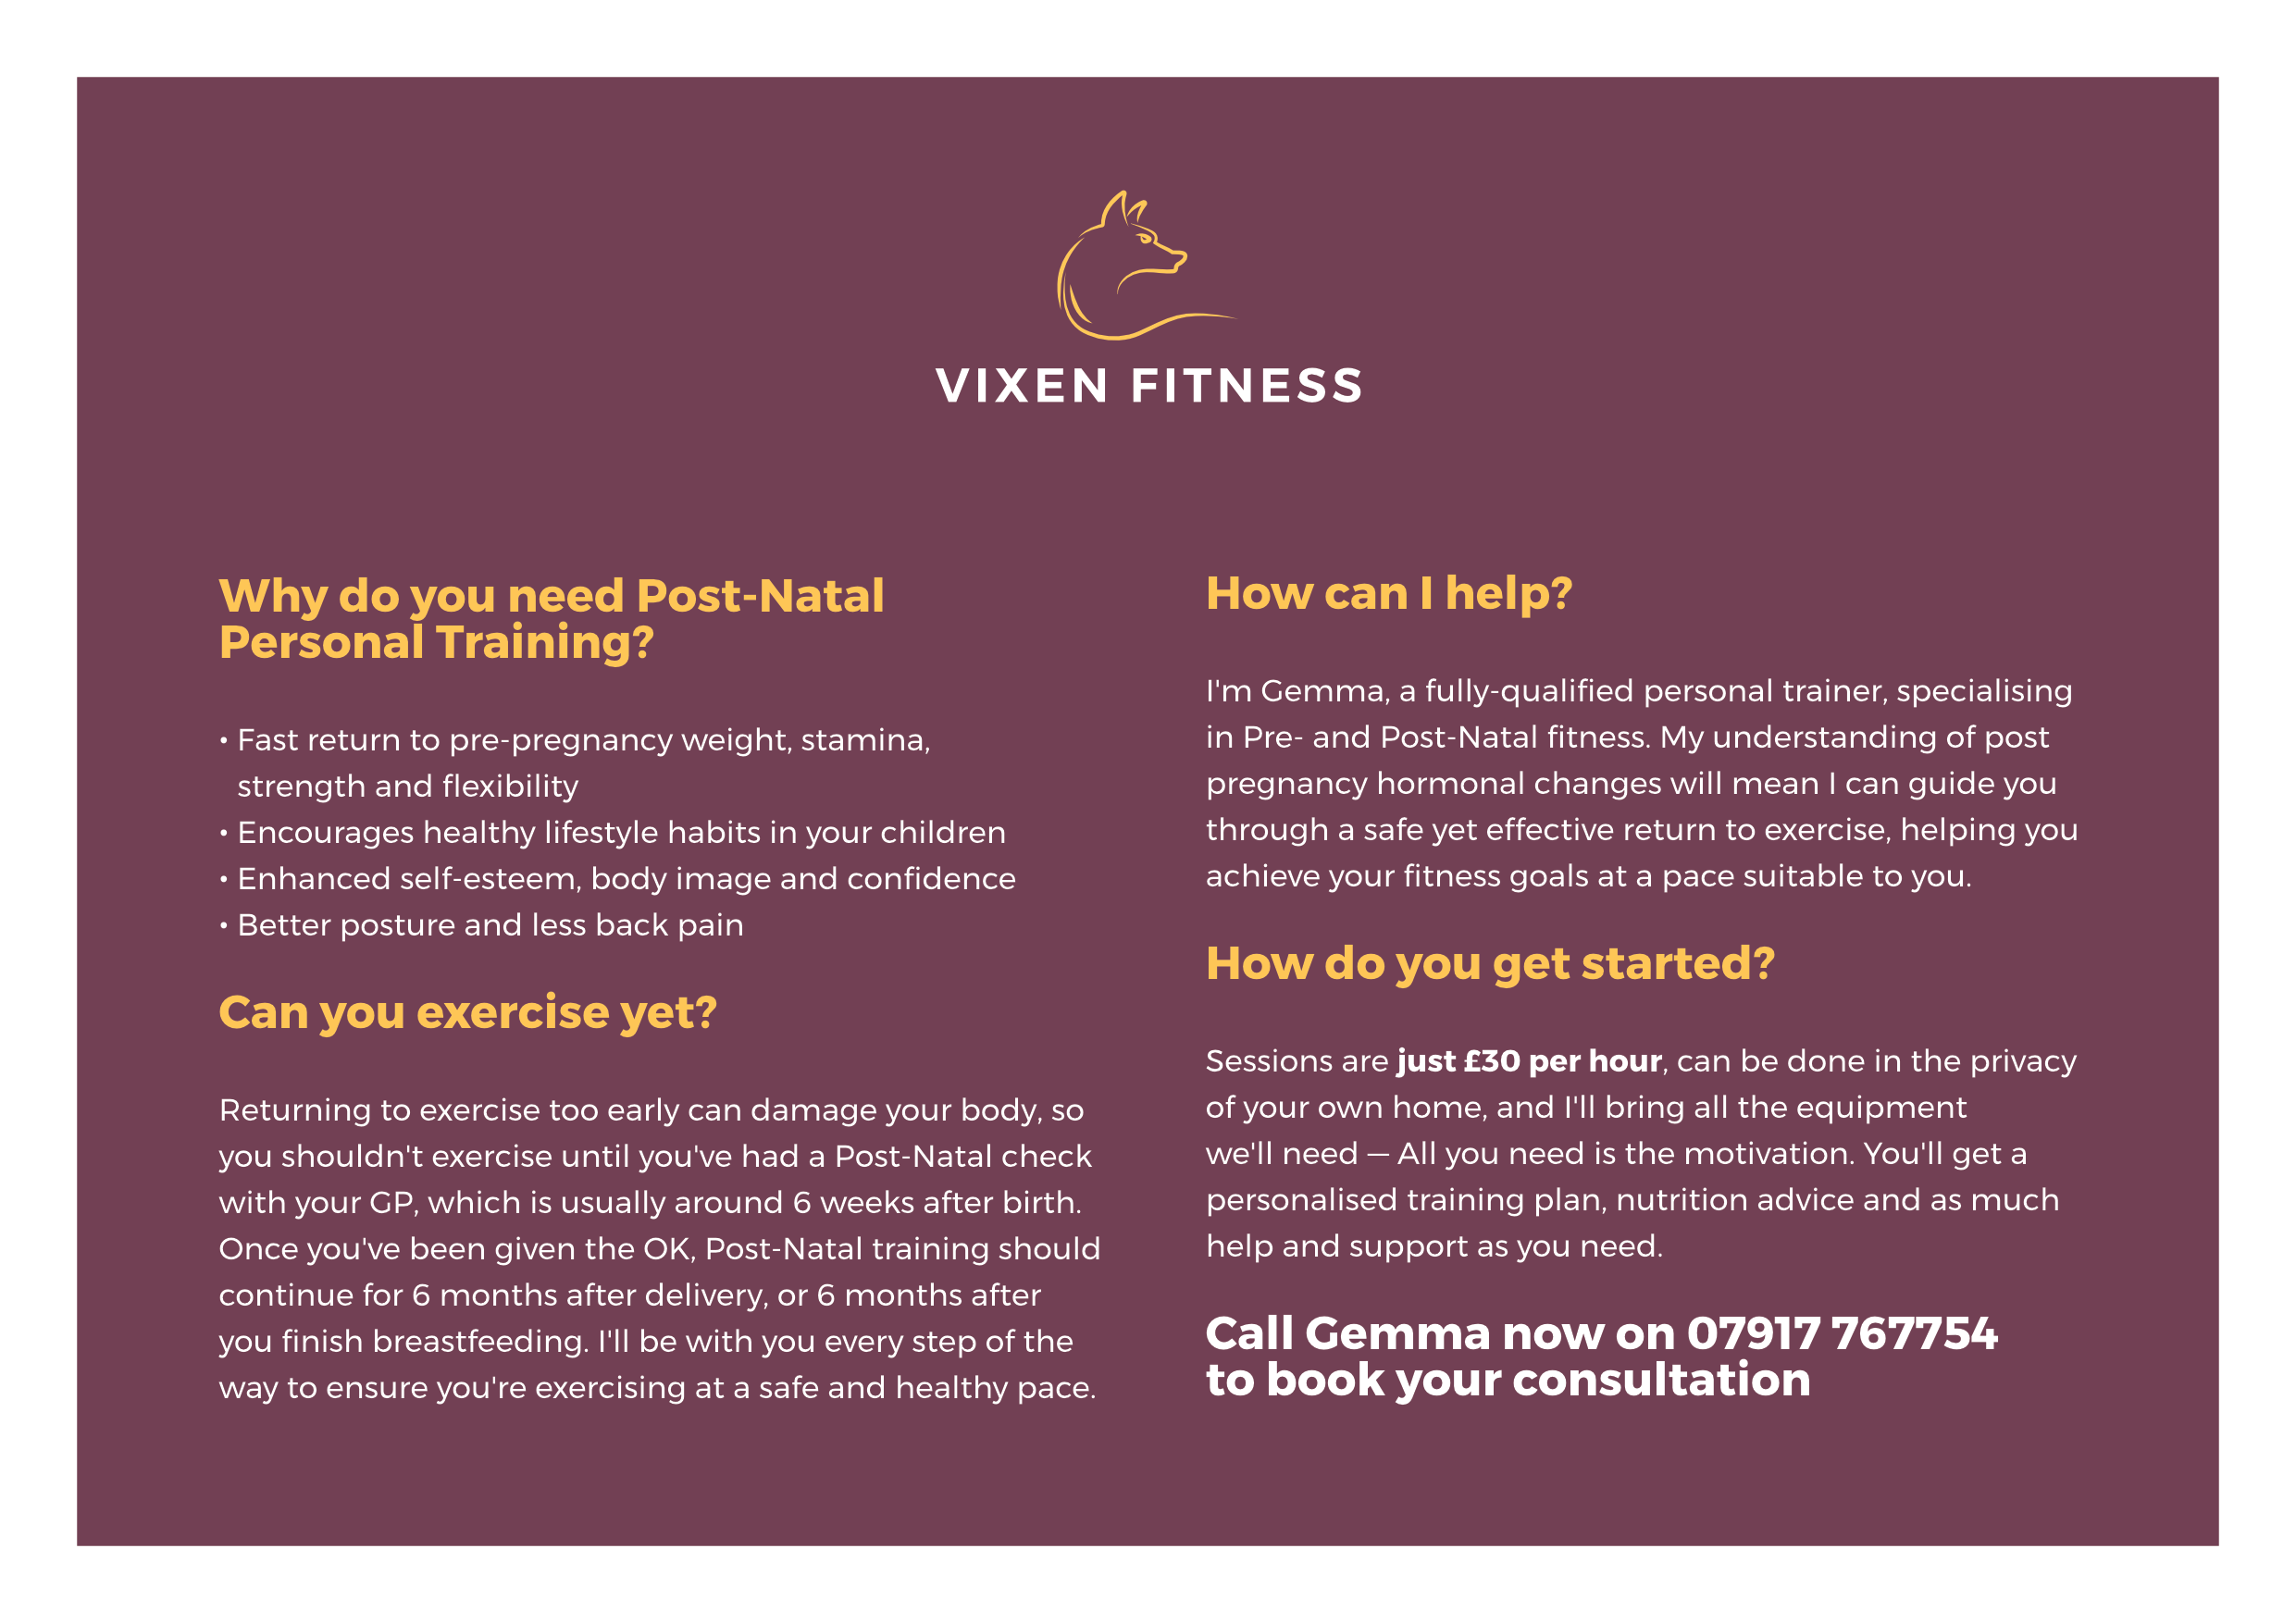 VIXEN FITNESS
Why do you need Post-Natal
Personal Training?
• Fast return to pre-pregnancy weight, stamina,
strength and flexibility
• Encourages healthy lifestyle habits in your children
• Enhanced self-esteem, body image and confidence
• Better posture and less back pain
Can you exercise yet?
Returning to exercise too early can damage your body, so
you shouldn't exercise until you've had a Post-Natal check
with your GP, which is usually around 6 weeks after birth.
Once you've been given the OK, Post-Natal training should
continue for 6 months after delivery, or 6 months after
you finish breastfeeding. I'll be with you every step of the
way to ensure you're exercising at a safe and healthy pace.
How can I help?
I'm Gemma, a fully-qualified personal trainer, specialising
in Pre- and Post-Natal fitness. My understanding of post
pregnancy hormonal changes will mean I can guide you
through a safe yet effective return to exercise, helping you
achieve your fitness goals at a pace suitable to you.
How do you get started?
Sessions are just £30 per hour, can be done in the privacy
of your own home, and I'll bring all the equipment
we'll need — All you need is the motivation. You'll get a
personalised training plan, nutrition advice and as much
help and support as you need.
Call Gemma now on 07917 767754
to book your consultation